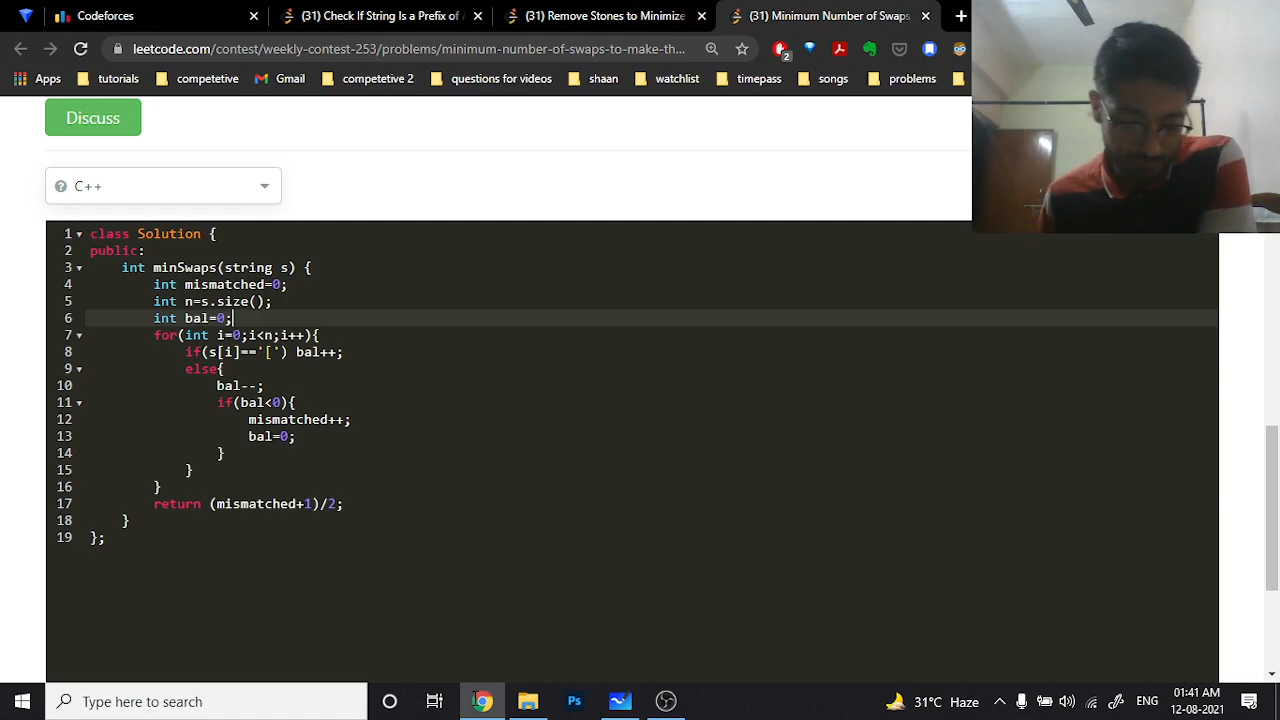 Codeforces
(31) Check If String Is a Prefix of A
(31) Remove Stones to Minimize
(31) Minimum Number of Swaps
leetcode.com/contest/weekly-contest-253/problems/minimum-number-of-swaps-to-make-th...
2
Apps
tutorials
competetive
Gmail
competetive 2
questions for videos
shaan
watchlist
timepass
songs
problems
Discuss
C++
1 class Solution {
2 public:
3 int minSwaps(string s) {
4 int mismatched=0;
5 int n=s.size();
6 int bal=0;
7 for(int i=0;i<n;i++){
8 if(s[i]=='[') bal++;
9 else{
10 bal--;
11 if(bal<0){
12 mismatched++;
13 bal=0;
14 }
15 }
16 }
17 return (mismatched+1)/2;
18 }
19 };
Type here to search
31°C Haze
ENG
01:41 AM
12-08-2021